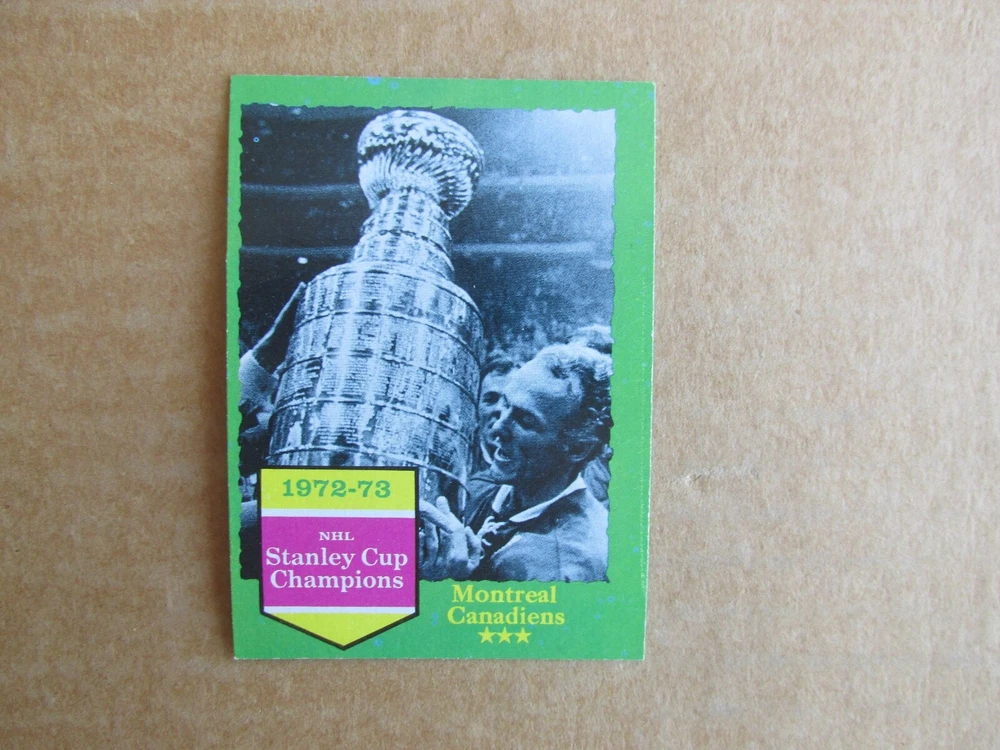 1972-73
NHL
Stanley Cup
Champions
Montreal
Canadiens